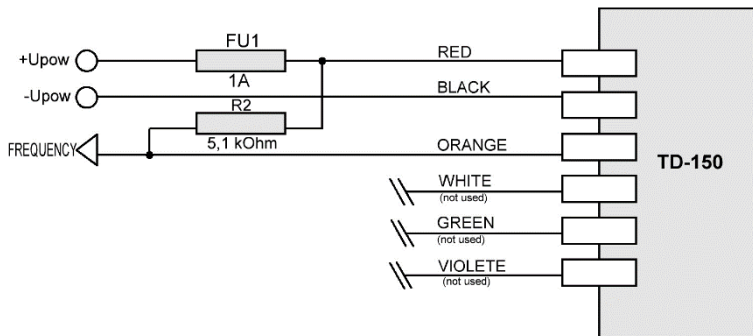 FU1
RED
+Upow
1A
BLACK
-Upow
R2
5,1 kOhm
ORANGE
FREQUENCY
TD-150
WHITE
(not used)
GREEN
(not used)
VIOLETE
(not used)